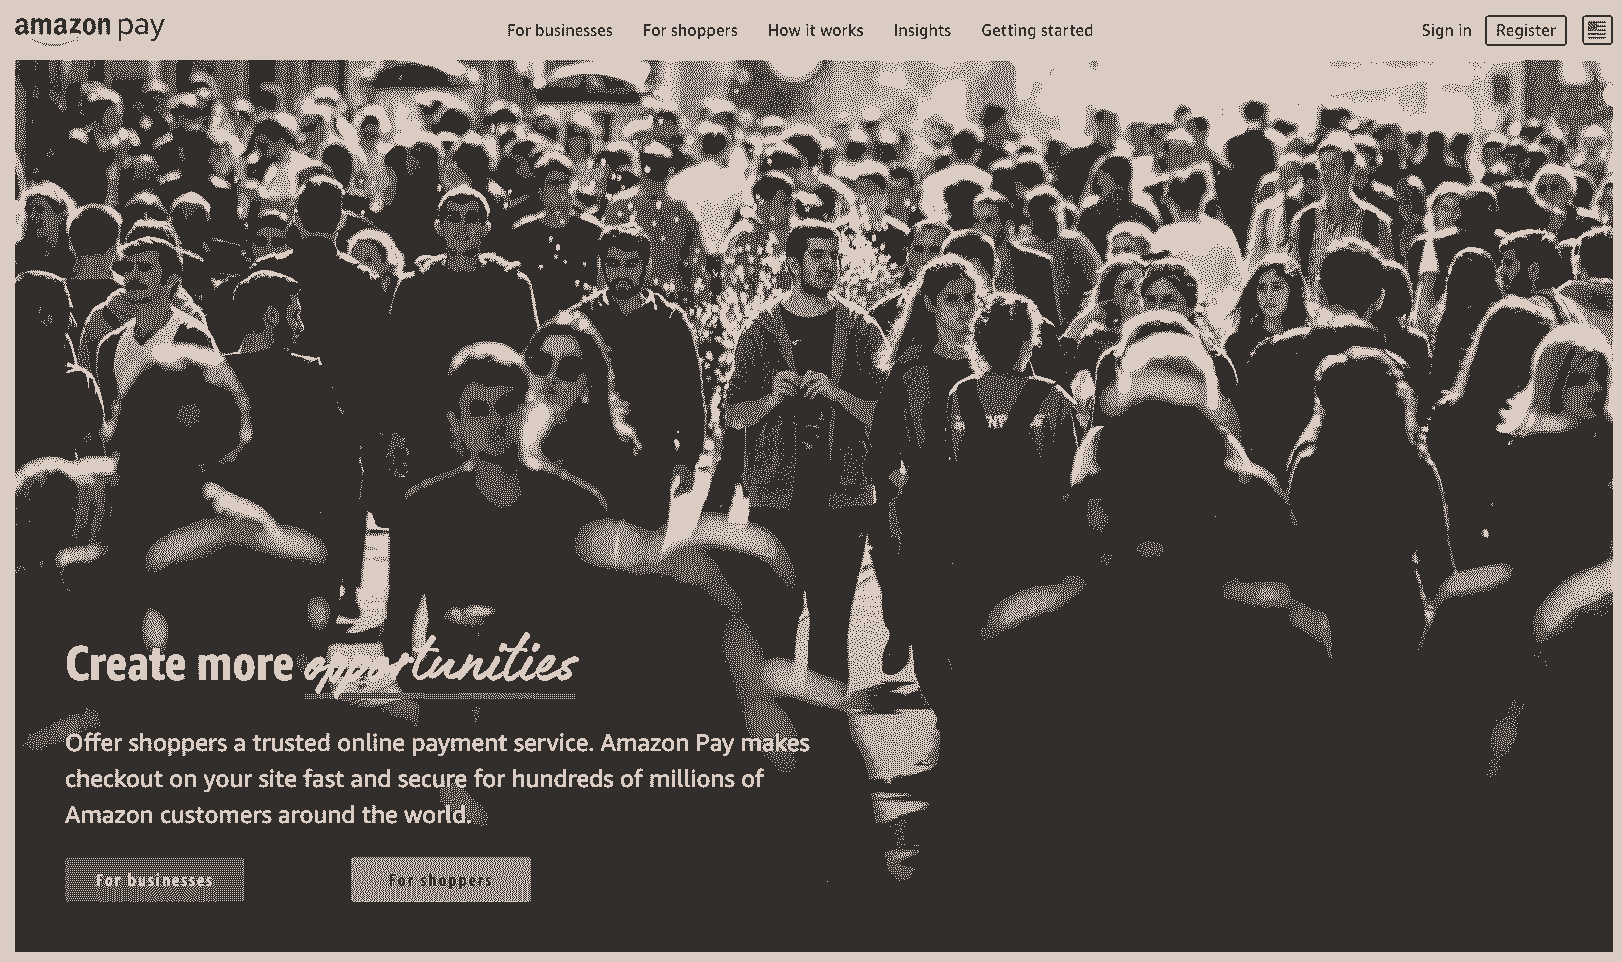 amazon pay
For businesses
For shoppers
How it works
Insights
Getting started
Sign in
Register
NF
Create more opportunities
Offer shoppers a trusted online payment service. Amazon Pay makes
checkout on your site fast and secure for hundreds of millions of
Amazon customers around the world.
For businesses
For shoppers